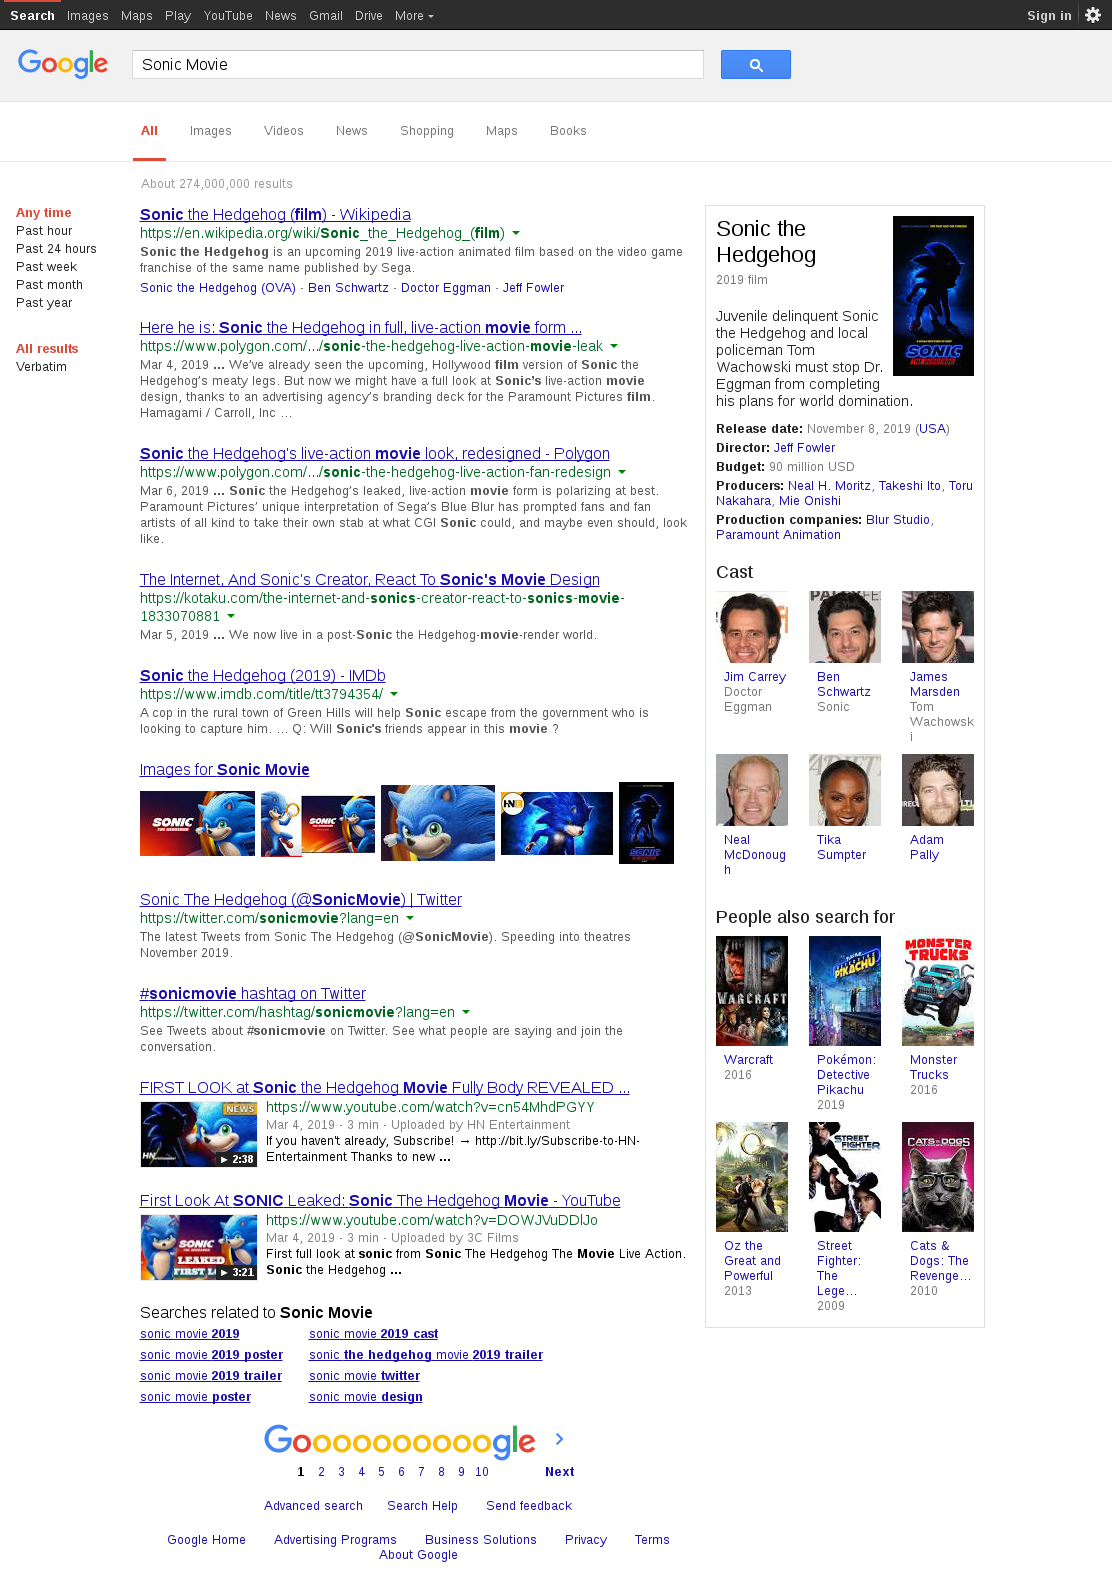 Search Images Maps Play YouTube News Gmail Drive More
Sign in
Google
Sonic Movie
All Images Videos News Shopping Maps Books
About 274,000,000 results
Any time
Past hour
Past 24 hours
Past week
Past month
Past year
All results
Verbatim
Sonic the Hedgehog (film) - Wikipedia
https://en.wikipedia.org/wiki/Sonic_the_Hedgehog_(film)
Sonic the Hedgehog is an upcoming 2019 live-action animated film based on the video game
franchise of the same name published by Sega.
Sonic the Hedgehog (OVA) · Ben Schwartz · Doctor Eggman · Jeff Fowler
Here he is: Sonic the Hedgehog in full, live-action movie form ...
https://www.polygon.com/.../sonic-the-hedgehog-live-action-movie-leak
Mar 4, 2019 ... We've already seen the upcoming, Hollywood film version of Sonic the
Hedgehog's meaty legs. But now we might have a full look at Sonic's live-action movie
design, thanks to an advertising agency's branding deck for the Paramount Pictures film.
Hamagami / Carroll, Inc ...
Sonic the Hedgehog's live-action movie look, redesigned - Polygon
https://www.polygon.com/.../sonic-the-hedgehog-live-action-fan-redesign
Mar 6, 2019 ... Sonic the Hedgehog's leaked, live-action movie form is polarizing at best.
Paramount Pictures' unique interpretation of Sega's Blue Blur has prompted fans and fan
artists of all kind to take their own stab at what CGI Sonic could, and maybe even should, look
like.
The Internet, And Sonic's Creator, React To Sonic's Movie Design
https://kotaku.com/the-internet-and-sonics-creator-react-to-sonics-movie-
1833070881
Mar 5, 2019 ... We now live in a post-Sonic the Hedgehog-movie-render world.
Sonic the Hedgehog (2019) - IMDb
https://www.imdb.com/title/tt3794354/
A cop in the rural town of Green Hills will help Sonic escape from the government who is
looking to capture him. ... Q: Will Sonic's friends appear in this movie ?
Images for Sonic Movie
SONIC
THE HEDGEHOG
SONIC
HN
SONIC
Sonic The Hedgehog (@SonicMovie) | Twitter
https://twitter.com/sonicmovie?lang=en
The latest Tweets from Sonic The Hedgehog (@SonicMovie). Speeding into theatres
November 2019.
#sonicmovie hashtag on Twitter
https://twitter.com/hashtag/sonicmovie?lang=en
See Tweets about #sonicmovie on Twitter. See what people are saying and join the
conversation.
FIRST LOOK at Sonic the Hedgehog Movie Fully Body REVEALED ...
NEWS
HN
2:38
https://www.youtube.com/watch?v=cn54MhdPGYY
Mar 4, 2019 - 3 min - Uploaded by HN Entertainment
If you haven't already, Subscribe! → http://bit.ly/Subscribe-to-HN-
Entertainment Thanks to new ...
First Look At SONIC Leaked: Sonic The Hedgehog Movie - YouTube
SONIC
LEAKED
FIRST LO
3:21
https://www.youtube.com/watch?v=DOWJVuDDlJo
Mar 4, 2019 - 3 min - Uploaded by 3C Films
First full look at sonic from Sonic The Hedgehog The Movie Live Action.
Sonic the Hedgehog ...
Searches related to Sonic Movie
sonic movie 2019 sonic movie 2019 cast
sonic movie 2019 poster sonic the hedgehog movie 2019 trailer
sonic movie 2019 trailer sonic movie twitter
sonic movie poster sonic movie design
Goooooooooogle
1 2 3 4 5 6 7 8 9 10 Next
Advanced search Search Help Send feedback
Google Home Advertising Programs Business Solutions Privacy Terms
About Google
Sonic the
Hedgehog
2019 film
SONIC
THE HEDGEHOG
Juvenile delinquent Sonic
the Hedgehog and local
policeman Tom
Wachowski must stop Dr.
Eggman from completing
his plans for world domination.
Release date: November 8, 2019 (USA)
Director: Jeff Fowler
Budget: 90 million USD
Producers: Neal H. Moritz, Takeshi Ito, Toru
Nakahara, Mie Onishi
Production companies: Blur Studio,
Paramount Animation
Cast
Jim Carrey
Doctor
Eggman
Ben
Schwartz
Sonic
James
Marsden
Tom
Wachowsk
i
Neal
McDonoug
h
Tika
Sumpter
Adam
Pally
People also search for
WARCRAFT
PIKACHU
MONSTER
TRUCKS
Warcraft
2016
Pokémon:
Detective
Pikachu
2019
Monster
Trucks
2016
STREET
FIGHTER
CATS & DOGS
Oz the
Great and
Powerful
2013
Street
Fighter:
The
Lege...
2009
Cats &
Dogs: The
Revenge...
2010